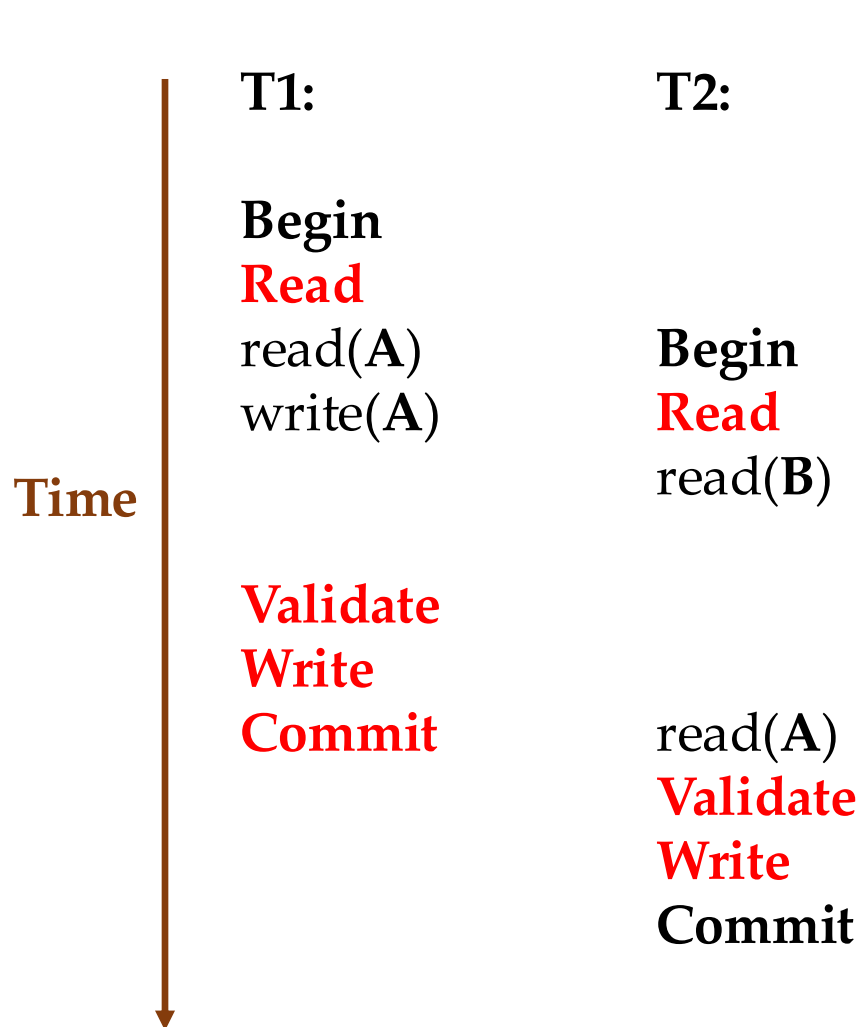 T1: T2:
Begin
Read
read(A) Begin
write(A) Read
Time read(B)
Validate
Write
Commit read(A)
Validate
Write
Commit